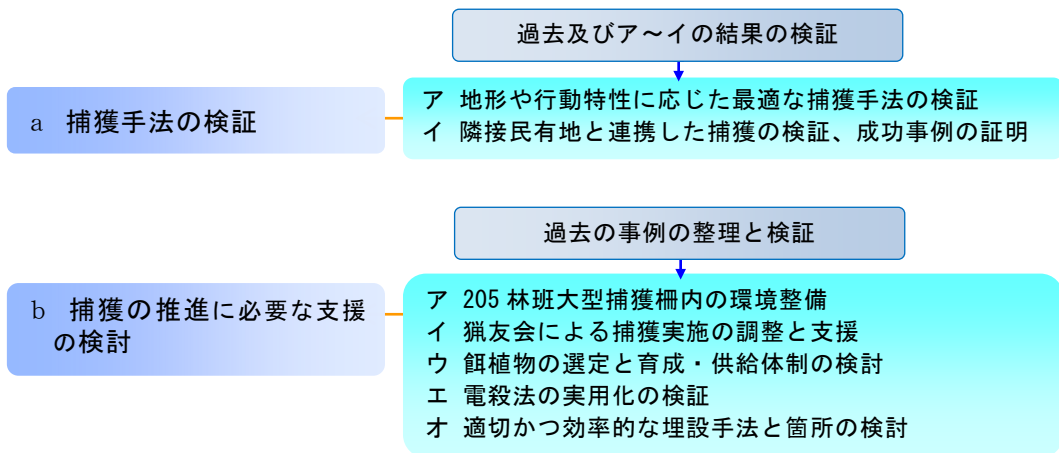 過去及びア～イの結果の検証
a 捕獲手法の検証
ア 地形や行動特性に応じた最適な捕獲手法の検証
イ 隣接民有地と連携した捕獲の検証、成功事例の証明
過去の事例の整理と検証
b 捕獲の推進に必要な支援
の検討
ア 205 林班大型捕獲柵内の環境整備
イ 猟友会による捕獲実施の調整と支援
ウ 餌植物の選定と育成・供給体制の検討
エ 電殺法の実用化の検証
オ 適切かつ効率的な埋設手法と箇所の検討